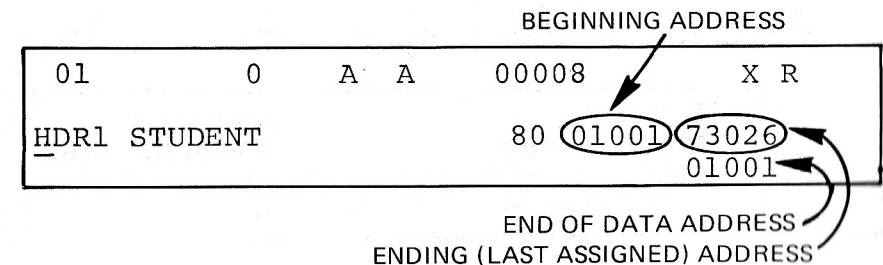 BEGINNING ADDRESS
01 0 A A 00008 X R
HDR1 STUDENT 80 01001 73026
01001
END OF DATA ADDRESS
ENDING (LAST ASSIGNED) ADDRESS